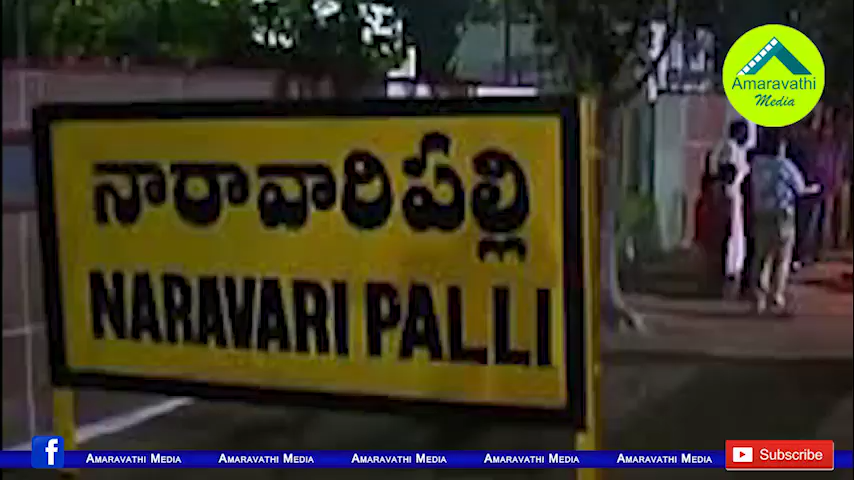 Amaravathi
Media
నారావారిపల్లి
NARAVARI PALLI
f AMARAVATHI MEDIA AMARAVATHI MEDIA AMARAVATHI MEDIA AMARAVATHI MEDIA AMARAVATHI MEDIA Subscribe